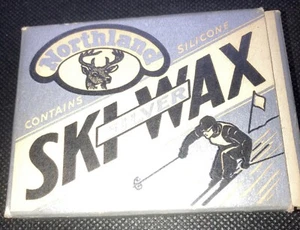 Northland
CONTAINS SILICONE
SKI WAX
SILVER